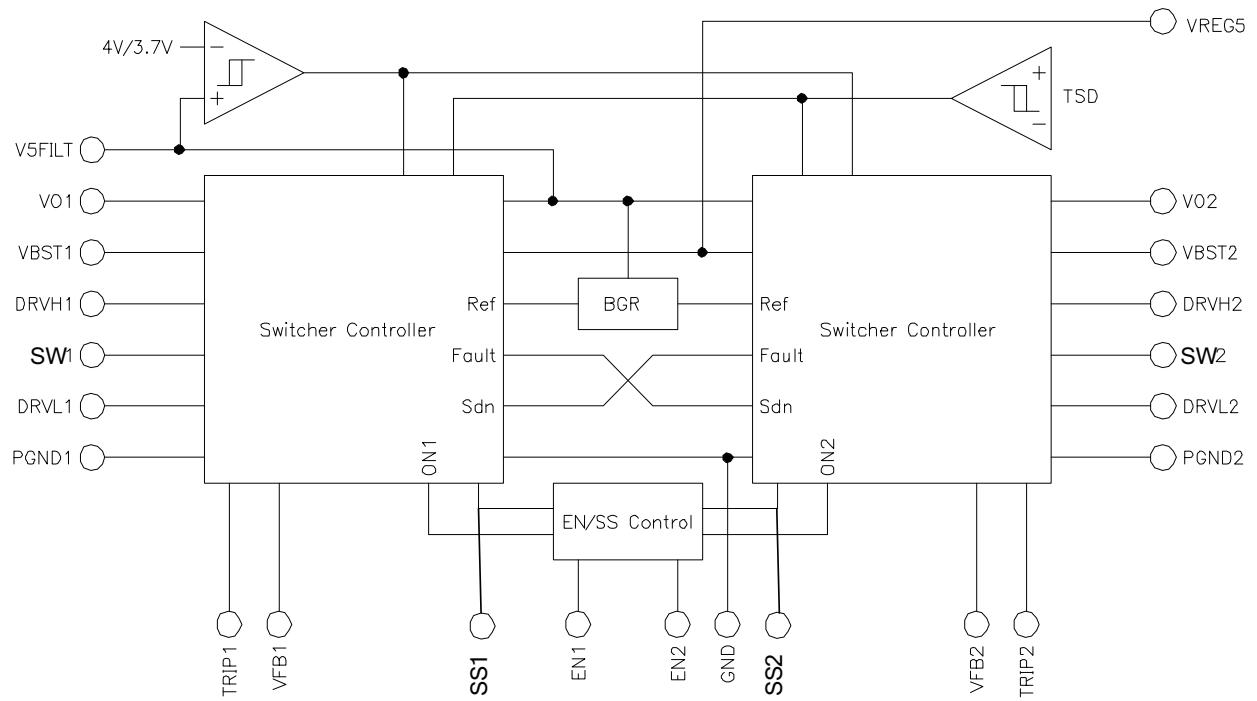 VREG5
4V/3.7V
−
+
+
−
TSD
V5FILT
VO1
VO2
VBST1
VBST2
DRVH1
Ref
BGR
Ref
DRVH2
Switcher Controller
Switcher Controller
SW1
Fault
Fault
SW2
DRVL1
Sdn
Sdn
DRVL2
PGND1
ON1
ON2
PGND2
EN/SS Control
TRIP1
VFB1
SS1
EN1
EN2
GND
SS2
VFB2
TRIP2